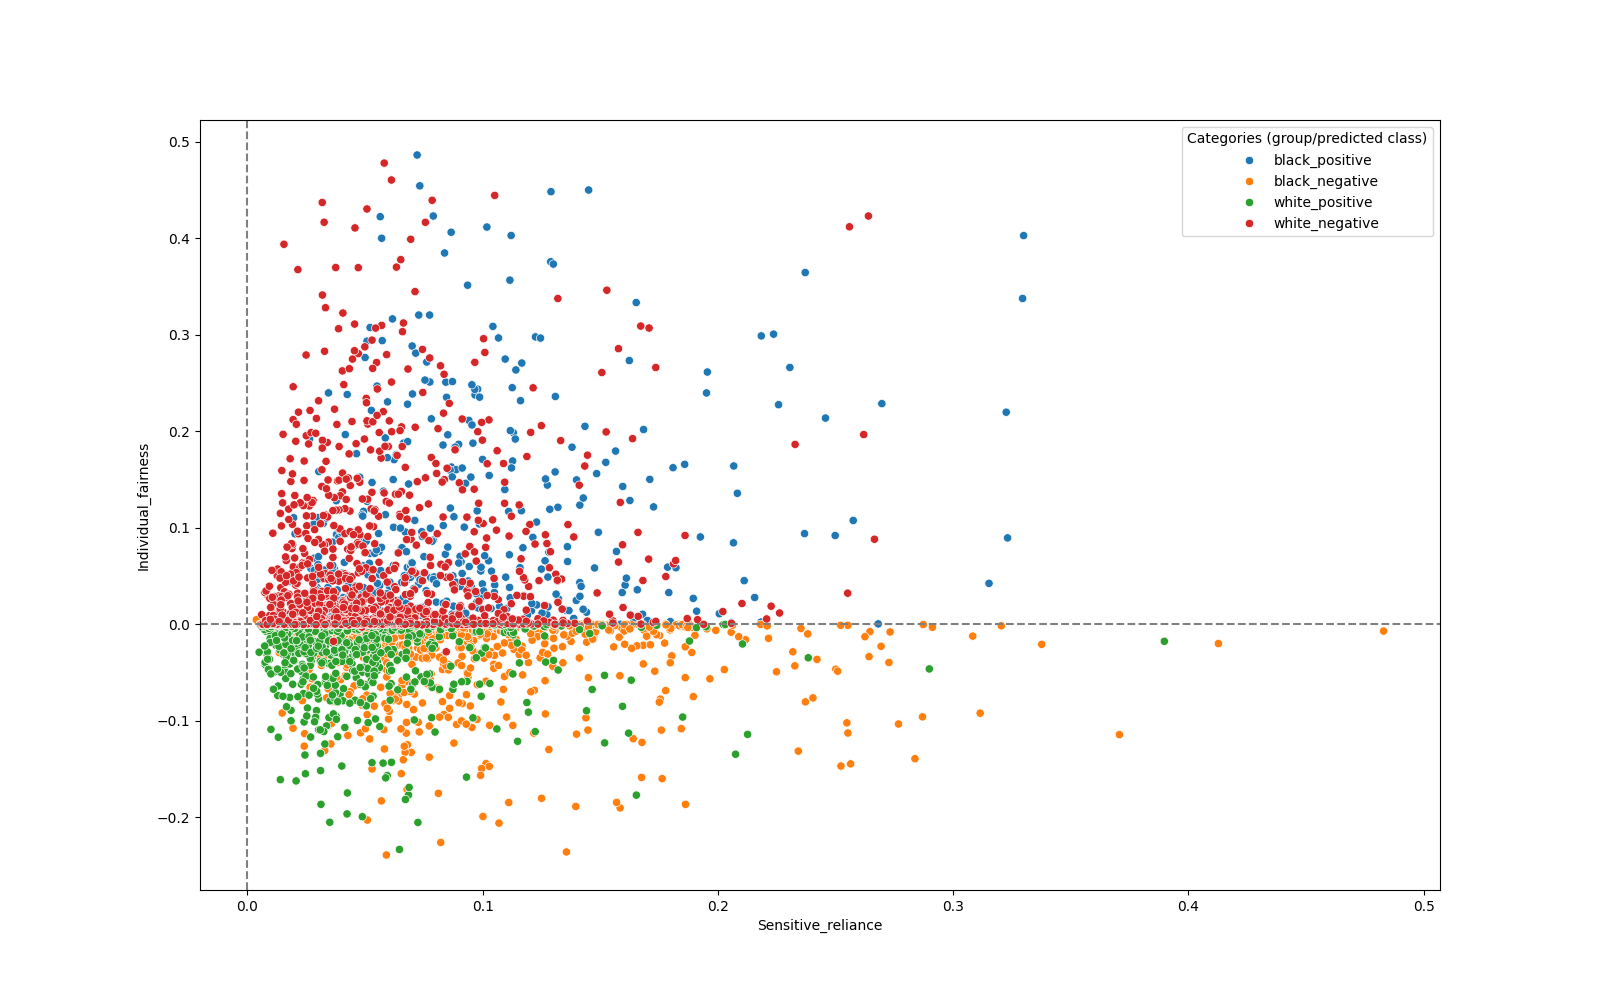 Categories (group/predicted class)
black_positive
black_negative
white_positive
white_negative
0.5
0.4
0.3
0.2
0.1
0.0
−0.1
−0.2
Individual_fairness
0.0
0.1
0.2
0.3
0.4
0.5
Sensitive_reliance